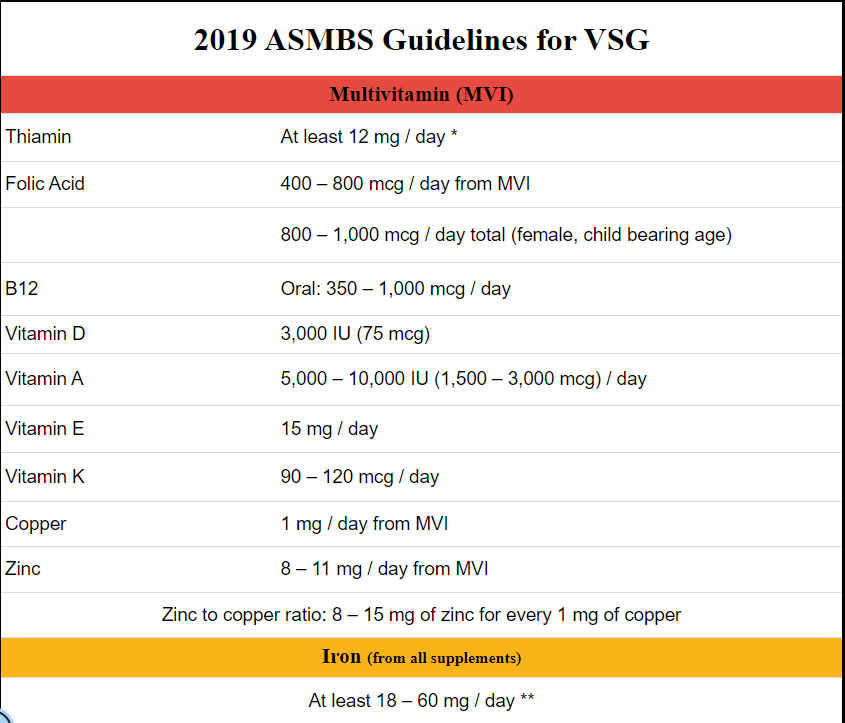 2019 ASMBS Guidelines for VSG
Multivitamin (MVI)
Thiamin At least 12 mg / day *
Folic Acid 400 – 800 mcg / day from MVI
800 – 1,000 mcg / day total (female, child bearing age)
B12 Oral: 350 – 1,000 mcg / day
Vitamin D 3,000 IU (75 mcg)
Vitamin A 5,000 – 10,000 IU (1,500 – 3,000 mcg) / day
Vitamin E 15 mg / day
Vitamin K 90 – 120 mcg / day
Copper 1 mg / day from MVI
Zinc 8 – 11 mg / day from MVI
Zinc to copper ratio: 8 – 15 mg of zinc for every 1 mg of copper
Iron (from all supplements)
At least 18 – 60 mg / day **